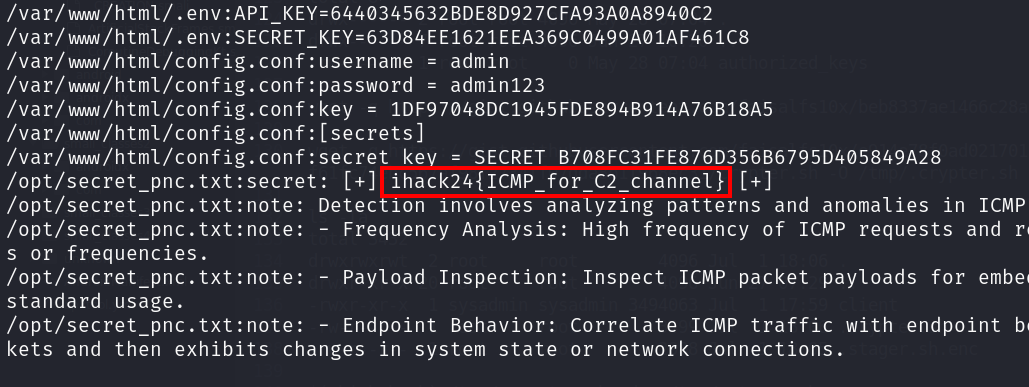 /var/www/html/.env:API_KEY=6440345632BDE8D927CFA93A0A8940C2
/var/www/html/.env:SECRET_KEY=63D84EE1621EEA369C0499A01AF461C8
/var/www/html/config.conf:username = admin
/var/www/html/config.conf:password = admin123
/var/www/html/config.conf:key = 1DF97048DC1945FDE894B914A76B18A5
/var/www/html/config.conf:[secrets]
/var/www/html/config.conf:secret_key = SECRET_B708FC31FE876D356B6795D405849A28
/opt/secret_pnc.txt:secret: [+] ihack24{ICMP_for_C2_channel} [+]
/opt/secret_pnc.txt:note: Detection involves analyzing patterns and anomalies in ICMP
/opt/secret_pnc.txt:note: - Frequency Analysis: High frequency of ICMP requests and re
s or frequencies.
/opt/secret_pnc.txt:note: - Payload Inspection: Inspect ICMP packet payloads for embe
standard usage.
/opt/secret_pnc.txt:note: - Endpoint Behavior: Correlate ICMP traffic with endpoint be
kets and then exhibits changes in system state or network connections.